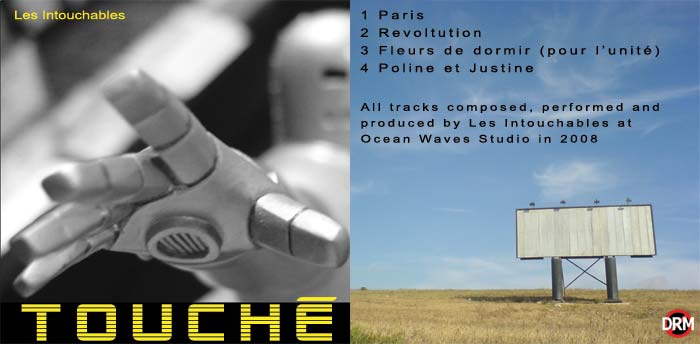 Les Intouchables
TOUCHÉ
1 Paris
2 Revoltution
3 Fleurs de dormir (pour l'unité)
4 Poline et Justine
All tracks composed, performed and
produced by Les Intouchables at
Ocean Waves Studio in 2008
DRM